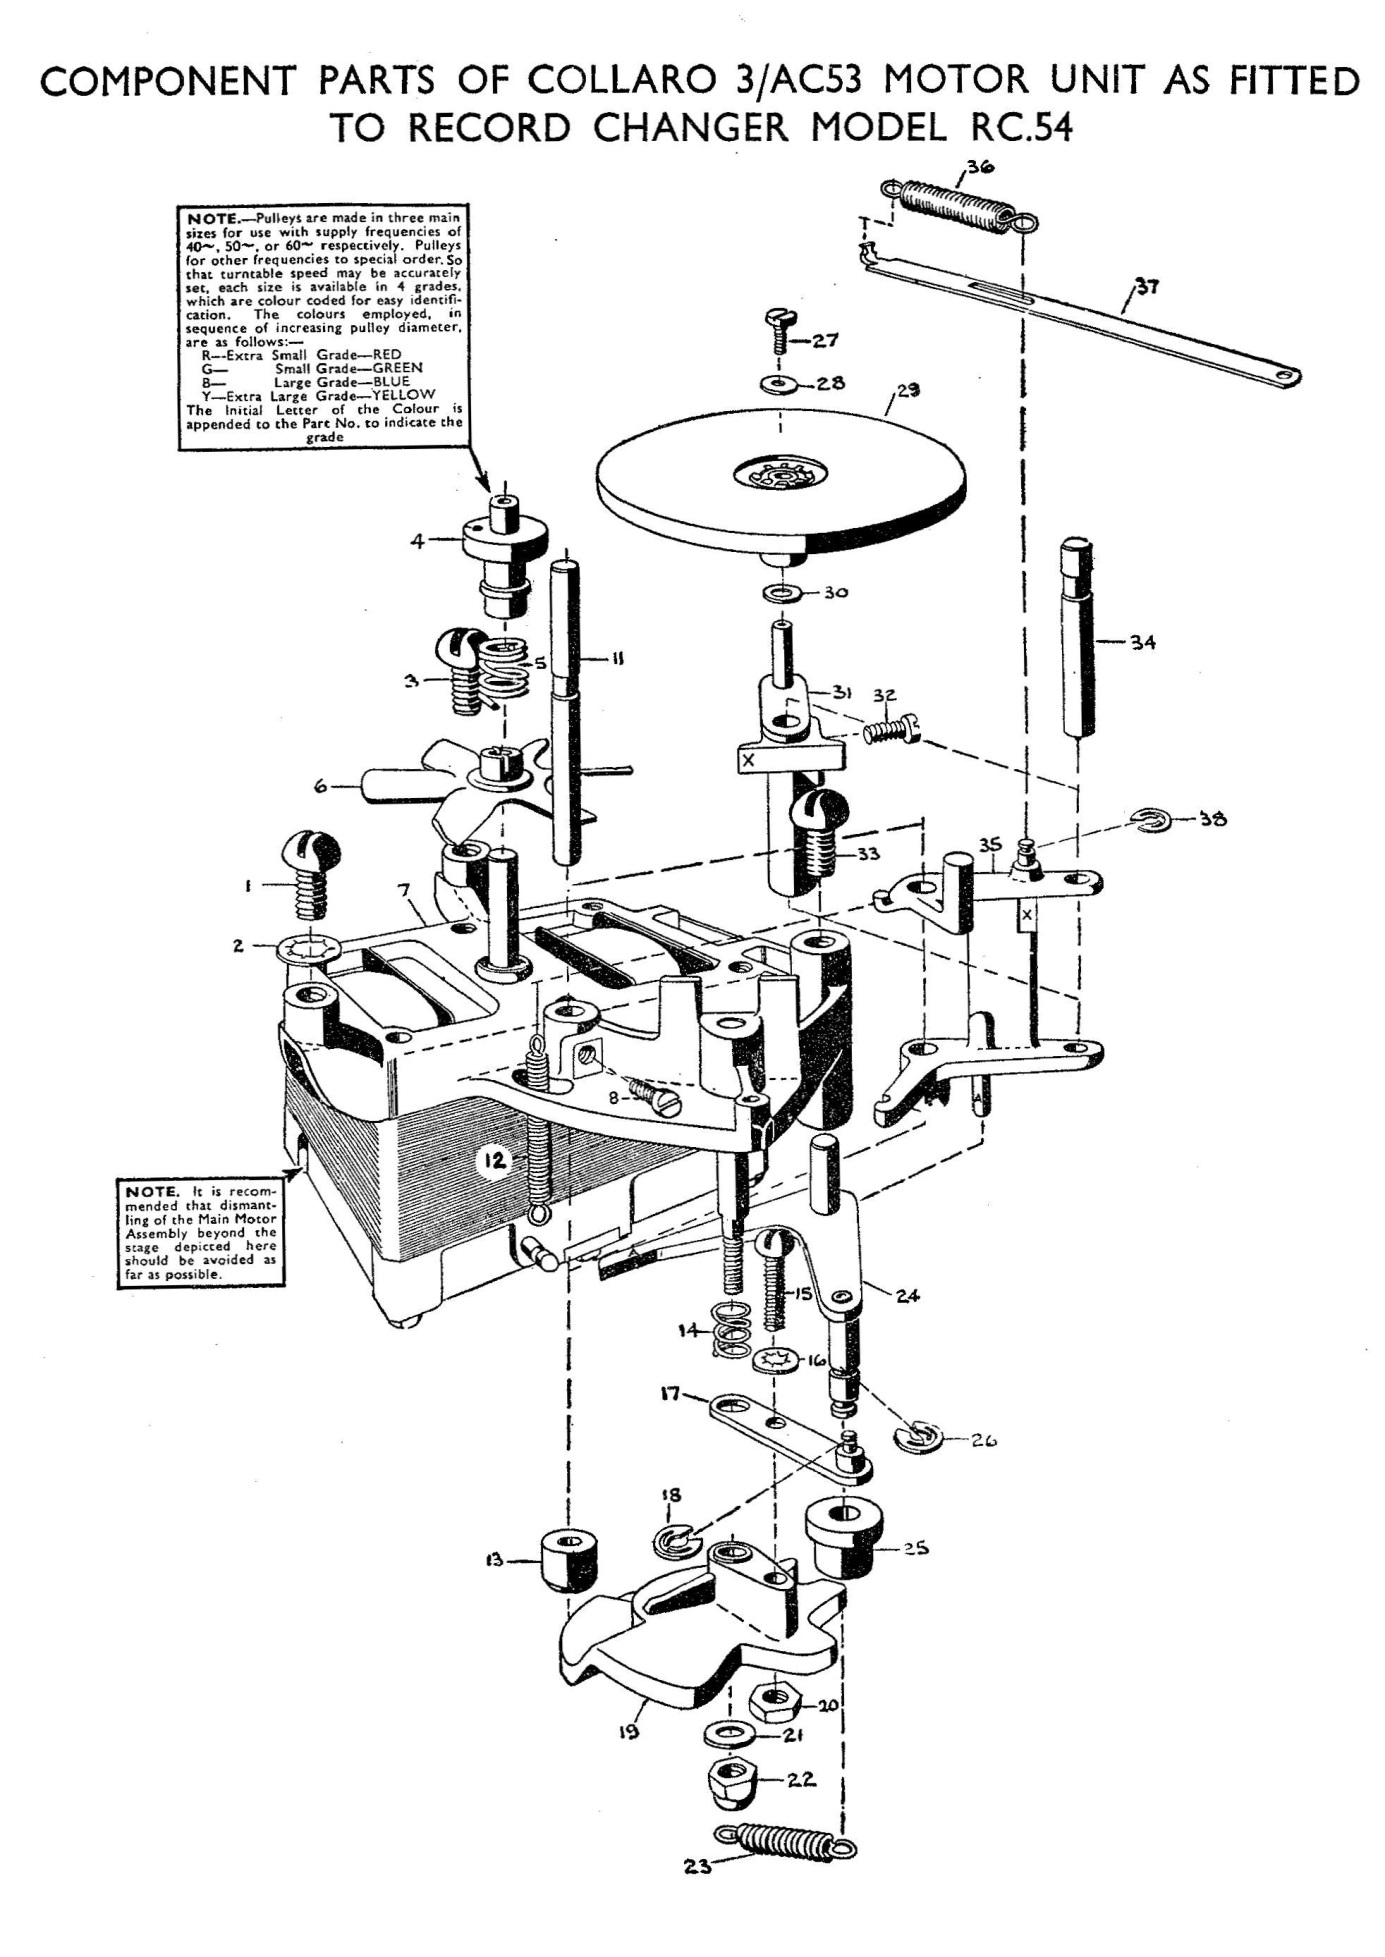 COMPONENT PARTS OF COLLARO 3/AC53 MOTOR UNIT AS FITTED
TO RECORD CHANGER MODEL RC.54
36
NOTE.—Pulleys are made in three main
sizes for use with supply frequencies of
40~, 50~, or 60~ respectively. Pulleys
for other frequencies to special order. So
that turntable speed may be accurately
set, each size is available in 4 grades,
which are colour coded for easy identifi-
cation. The colours employed, in
sequence of increasing pulley diameter,
are as follows:—
R—Extra Small Grade—RED
G— Small Grade—GREEN
B— Large Grade—BLUE
Y—Extra Large Grade—YELLOW
The Initial Letter of the Colour is
appended to the Part No. to indicate the
grade
37
27
28
29
4
30
34
11
5
3
31
32
X
6
38
35
33
1
7
X
2
8
A
12
NOTE. It is recom-
mended that dismant-
ling of the Main Motor
Assembly beyond the
stage depicted here
should be avoided as
far as possible.
A
15
24
14
16
17
26
18
25
13
20
19
21
22
23